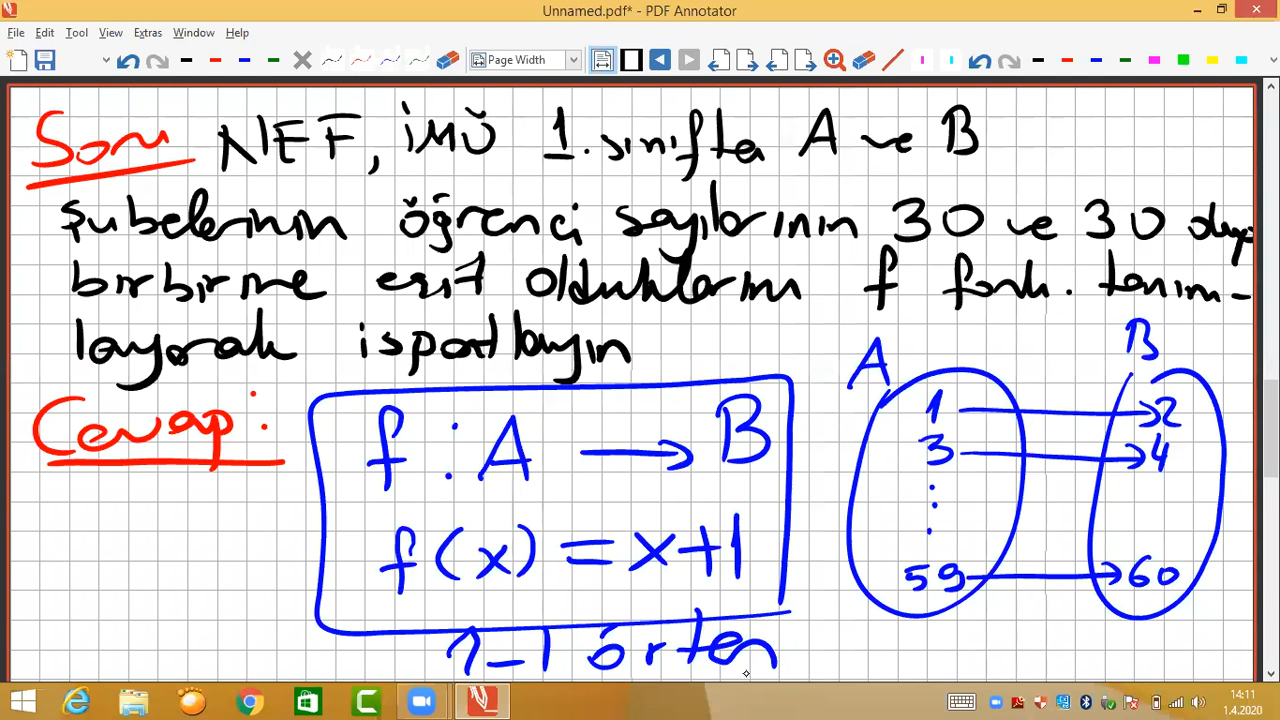 Unnamed.pdf* - PDF Annotator
File Edit Tool View Extras Window Help
Page Width
Soru NEF, İMÖ 1. sınıfta A ve B
şubelerinin öğrenci sayılarının 30 ve 30 olup
birbirine eşit olduklarını f fonk. tanım-
layarak ispatlayın
Cevap:
f : A → B
f(x) = x+1
1-1 örten
A B
1 → 2
3 → 4
.
.
.
59 → 60
14:11
1.4.2020